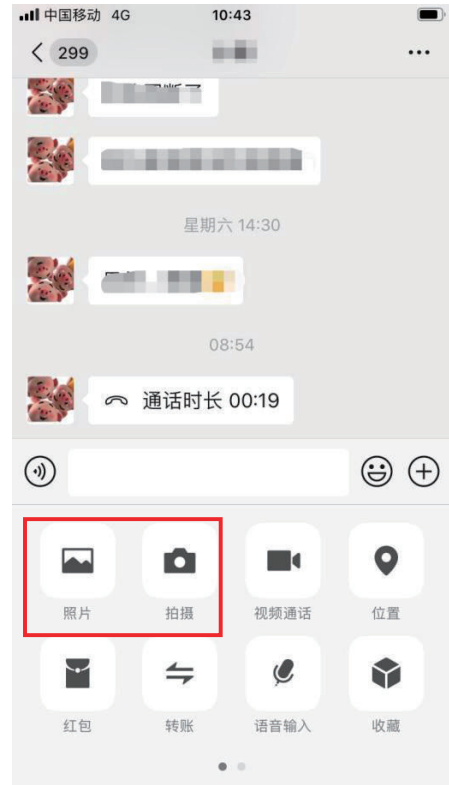 中国移动 4G 10:43
299
星期六 14:30
08:54
通话时长 00:19
照片 拍摄 视频通话 位置
红包 转账 语音输入 收藏